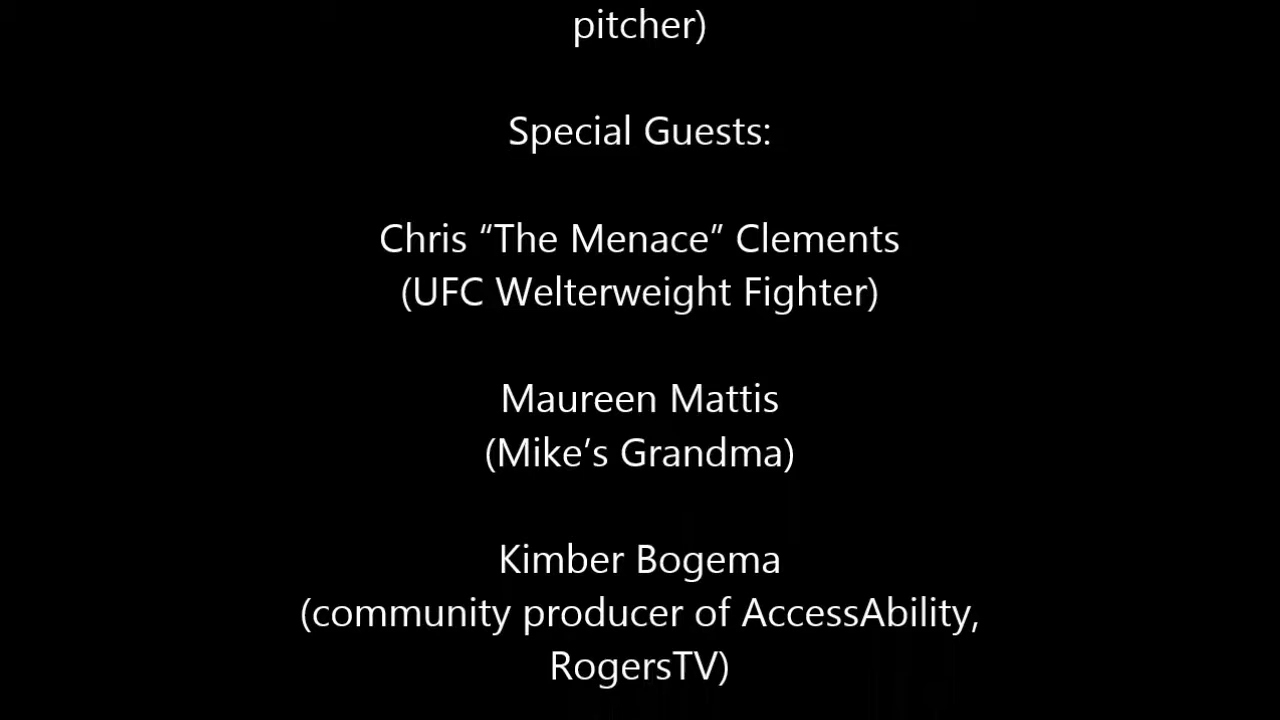 pitcher)
Special Guests:
Chris “The Menace” Clements
(UFC Welterweight Fighter)
Maureen Mattis
(Mike’s Grandma)
Kimber Bogema
(community producer of AccessAbility,
RogersTV)